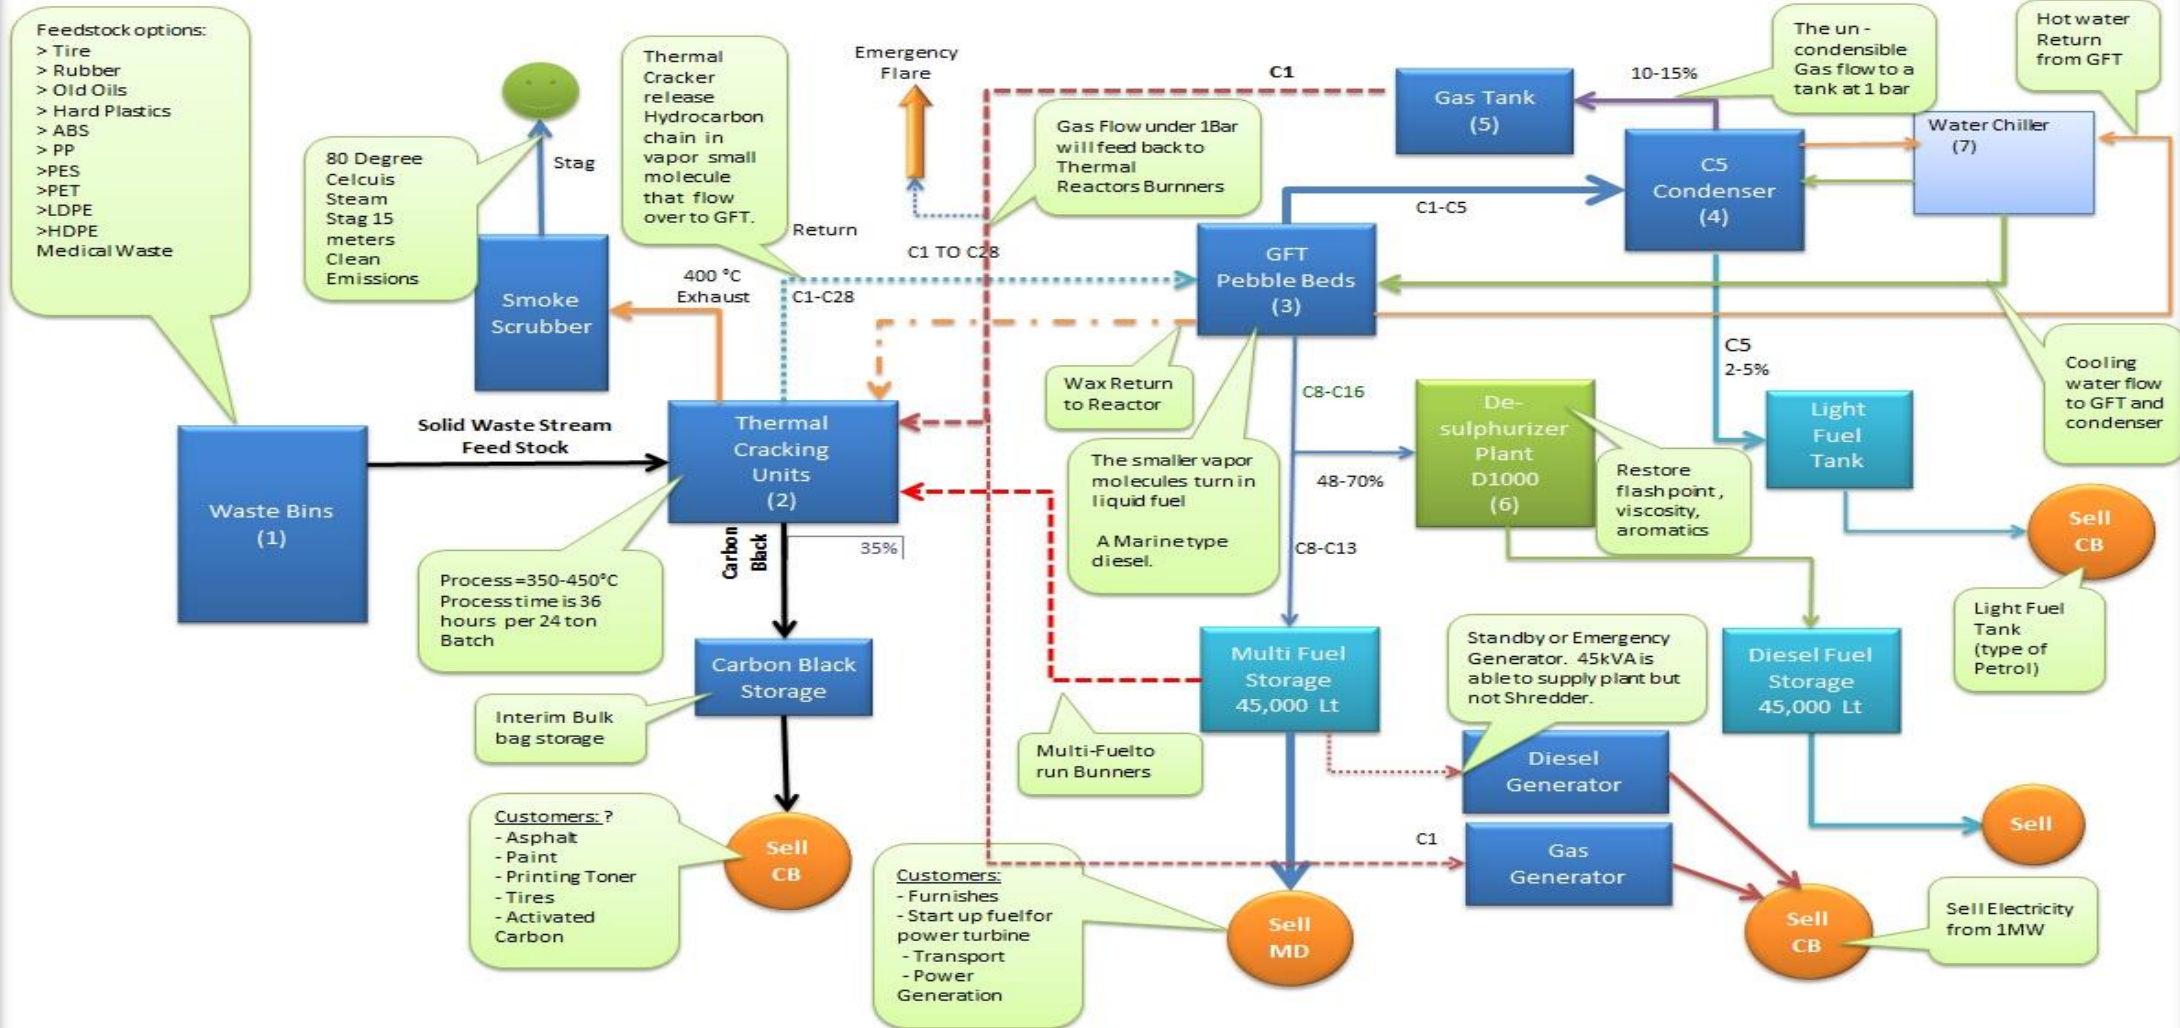 Feedstock options:
> Tire
> Rubber
> Old Oils
> Hard Plastics
> ABS
> PP
>PES
>PET
>LDPE
>HDPE
Medical Waste
80 Degree
Celcuis
Steam
Stag 15
meters
Clean
Emissions
Stag
Smoke
Scrubber
400 °C
Exhaust
Thermal
Cracker
release
Hydrocarbon
chain in
vapor small
molecule
that flow
over to GFT.
Return
C1-C28
Emergency
Flare
C1 TO C28
C1
Gas Flow under 1Bar
will feed back to
Thermal
Reactors Burnners
Gas Tank
(5)
10-15%
The un -
condensible
Gas flow to a
tank at 1 bar
Hot water
Return
from GFT
Water Chiller
(7)
C5
Condenser
(4)
C1-C5
GFT
Pebble Beds
(3)
C5
2-5%
Cooling
water flow
to GFT and
condenser
Wax Return
to Reactor
C8-C16
De-
sulphurizer
Plant
D1000
(6)
Light
Fuel
Tank
Solid Waste Stream
Feed Stock
Thermal
Cracking
Units
(2)
Waste Bins
(1)
The smaller vapor
molecules turn in
liquid fuel
A Marine type
diesel.
48-70%
Restore
flash point ,
viscosity,
aromatics
Sell
CB
Carbon
Black
35%
C8-C13
Process=350-450°C
Process time is 36
hours per 24 ton
Batch
Light Fuel
Tank
(type of
Petrol)
Carbon Black
Storage
Multi Fuel
Storage
45,000 Lt
Standby or Emergency
Generator. 45kVA is
able to supply plant but
not Shredder.
Diesel Fuel
Storage
45,000 Lt
Interim Bulk
bag storage
Multi-Fuel to
run Bunners
Diesel
Generator
Customers: ?
- Asphalt
- Paint
- Printing Toner
- Tires
- Activated
Carbon
Sell
CB
C1
Gas
Generator
Sell
Customers:
- Furnishes
- Start up fuel for
power turbine
- Transport
- Power
Generation
Sell
MD
Sell
CB
Sell Electricity
from 1MW